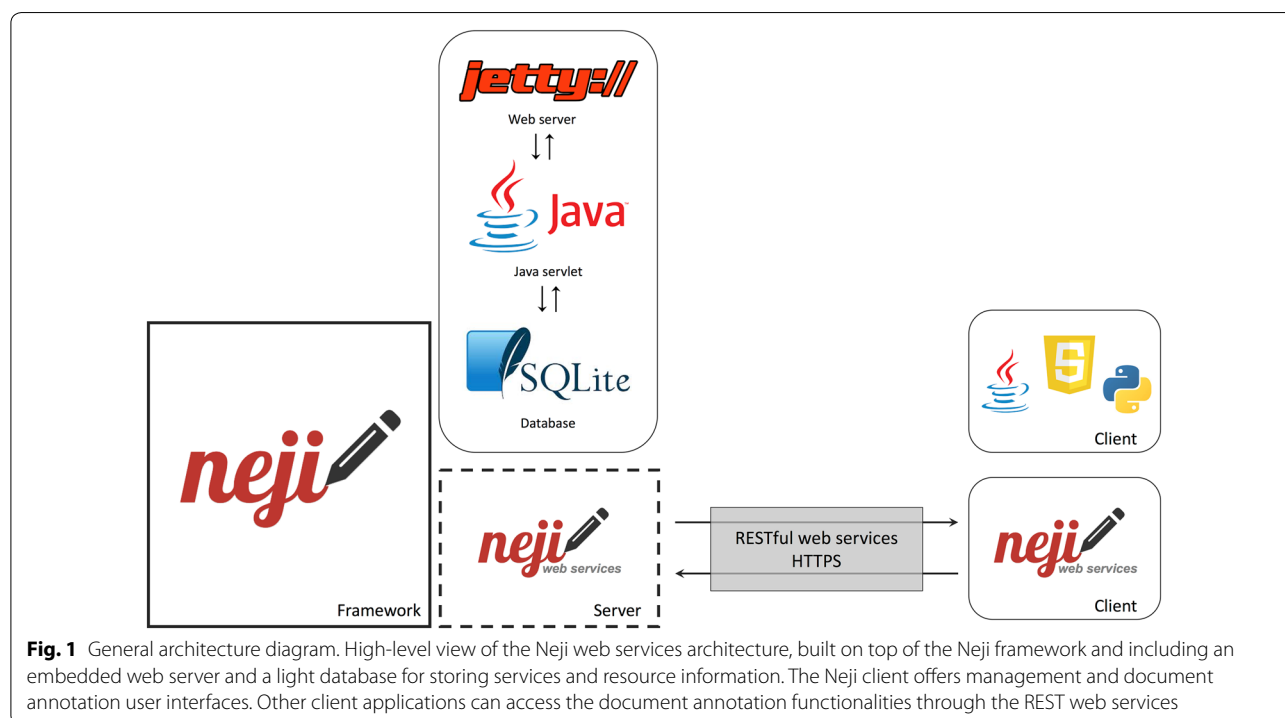 jetty://
Web server
Java™
Java servlet
SQLite
Database
neji
Framework
neji
web services
Server
RESTful web services
HTTPS
5
Client
neji
web services
Client
Fig. 1 General architecture diagram. High-level view of the Neji web services architecture, built on top of the Neji framework and including an
embedded web server and a light database for storing services and resource information. The Neji client offers management and document
annotation user interfaces. Other client applications can access the document annotation functionalities through the REST web services